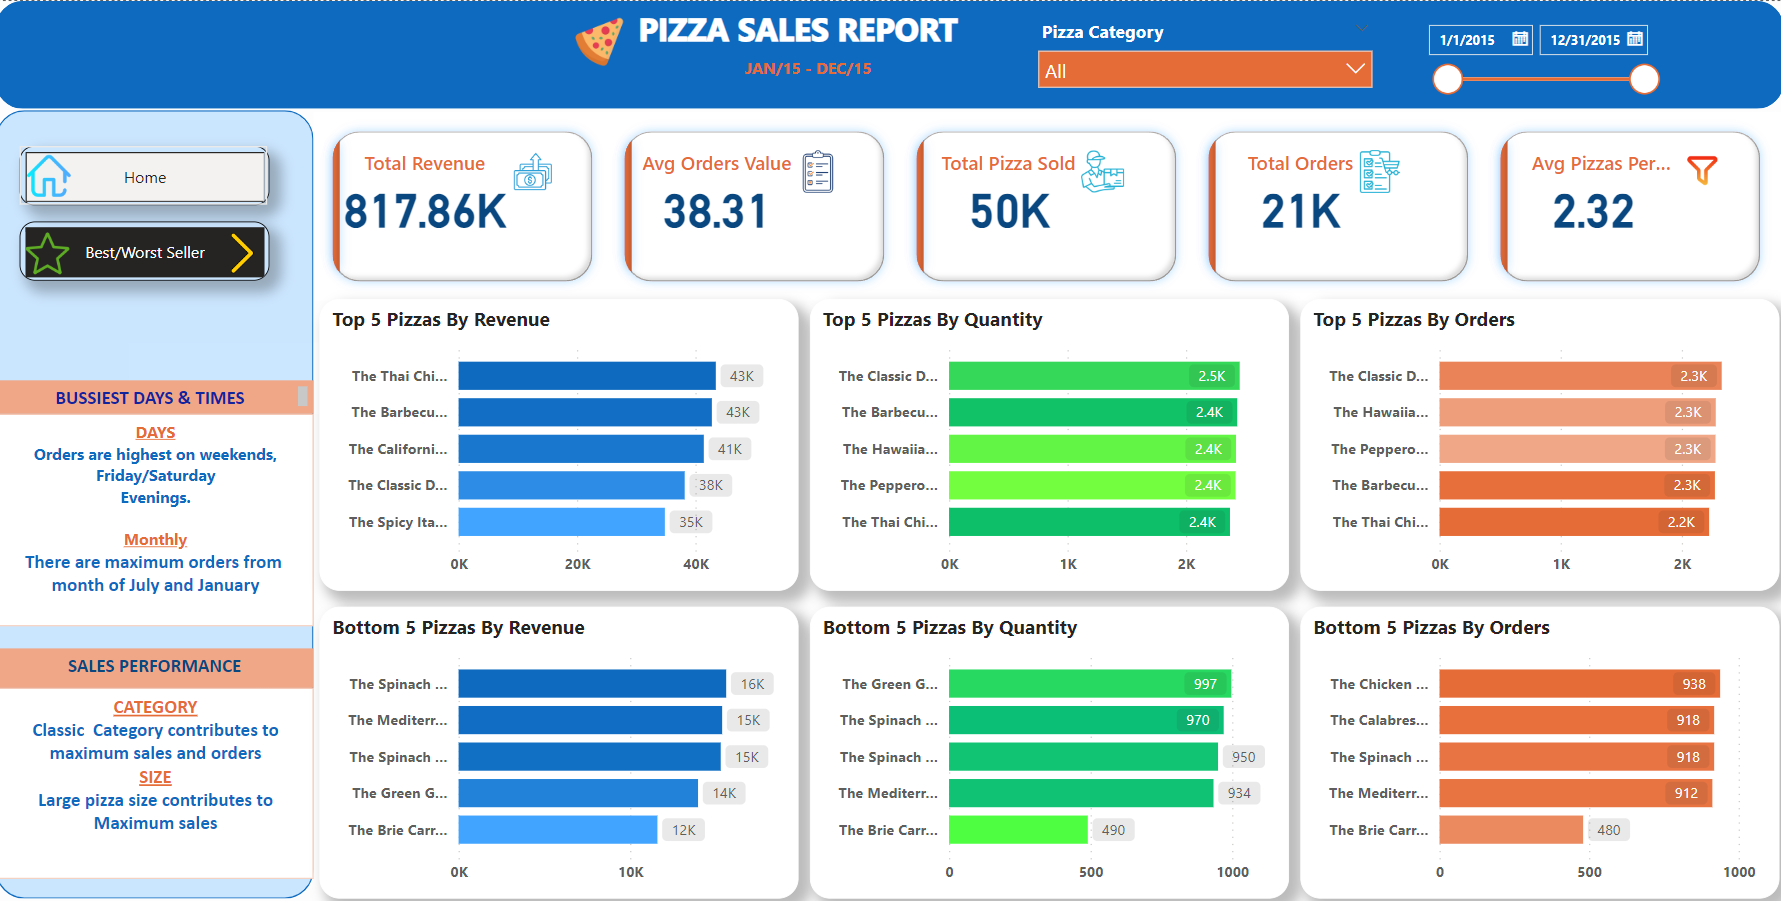 PIZZA SALES REPORT
JAN/15 - DEC/15
Pizza Category
All
1/1/2015
12/31/2015
Home
Best/Worst Seller
BUSSIEST DAYS & TIMES
DAYS
Orders are highest on weekends,
Friday/Saturday
Evenings.
Monthly
There are maximum orders from
month of July and January
SALES PERFORMANCE
CATEGORY
Classic  Category contributes to
maximum sales and orders
SIZE
Large pizza size contributes to
Maximum sales
Total Revenue
817.86K
Avg Orders Value
38.31
Total Pizza Sold
50K
Total Orders
21K
Avg Pizzas Per...
2.32
Top 5 Pizzas By Revenue
The Thai Chi... 43K
The Barbecu... 43K
The Californi... 41K
The Classic D... 38K
The Spicy Ita... 35K
0K 20K 40K
Top 5 Pizzas By Quantity
The Classic D... 2.5K
The Barbecu... 2.4K
The Hawaiia... 2.4K
The Peppero... 2.4K
The Thai Chi... 2.4K
0K 1K 2K
Top 5 Pizzas By Orders
The Classic D... 2.3K
The Hawaiia... 2.3K
The Peppero... 2.3K
The Barbecu... 2.3K
The Thai Chi... 2.2K
0K 1K 2K
Bottom 5 Pizzas By Revenue
The Spinach ... 16K
The Mediterr... 15K
The Spinach ... 15K
The Green G... 14K
The Brie Carr... 12K
0K 10K
Bottom 5 Pizzas By Quantity
The Green G... 997
The Spinach ... 970
The Spinach ... 950
The Mediterr... 934
The Brie Carr... 490
0 500 1000
Bottom 5 Pizzas By Orders
The Chicken ... 938
The Calabres... 918
The Spinach ... 918
The Mediterr... 912
The Brie Carr... 480
0 500 1000